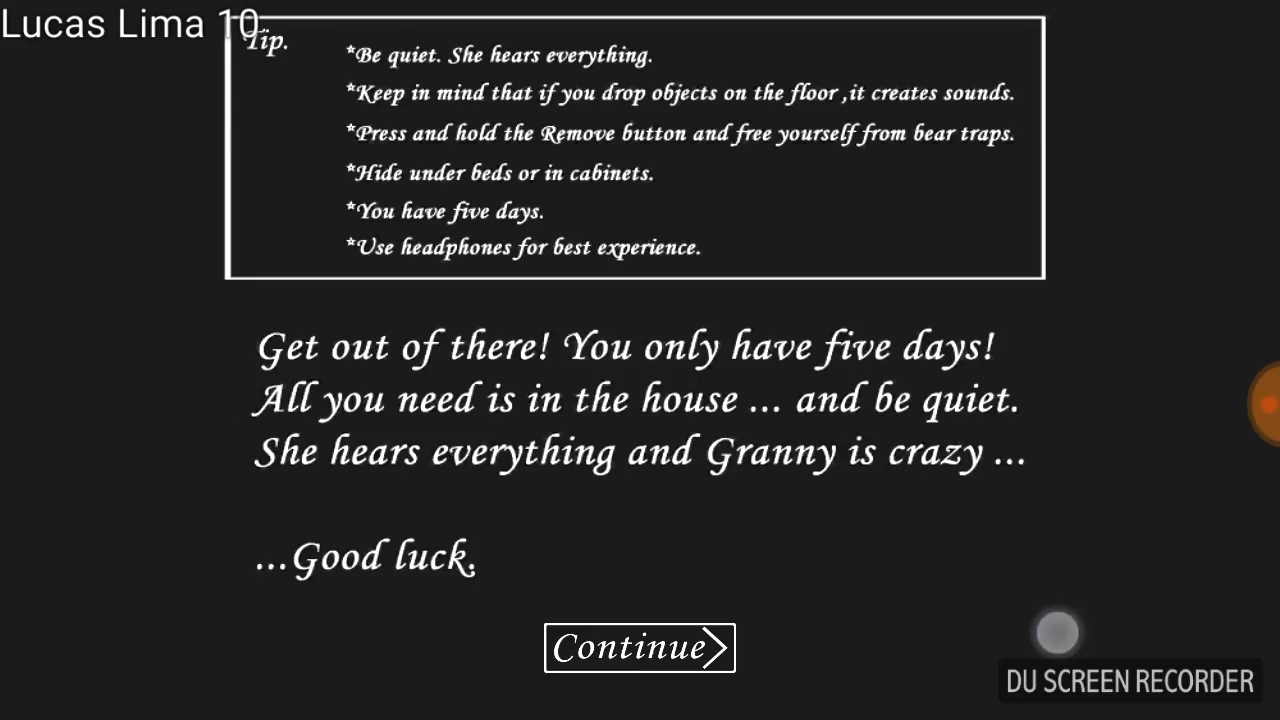 Lucas Lima 10
Tip.
*Be quiet. She hears everything.
*Keep in mind that if you drop objects on the floor ,it creates sounds.
*Press and hold the Remove button and free yourself from bear traps.
*Hide under beds or in cabinets.
*You have five days.
*Use headphones for best experience.
Get out of there! You only have five days!
All you need is in the house ... and be quiet.
She hears everything and Granny is crazy ...
...Good luck.
Continue
DU SCREEN RECORDER